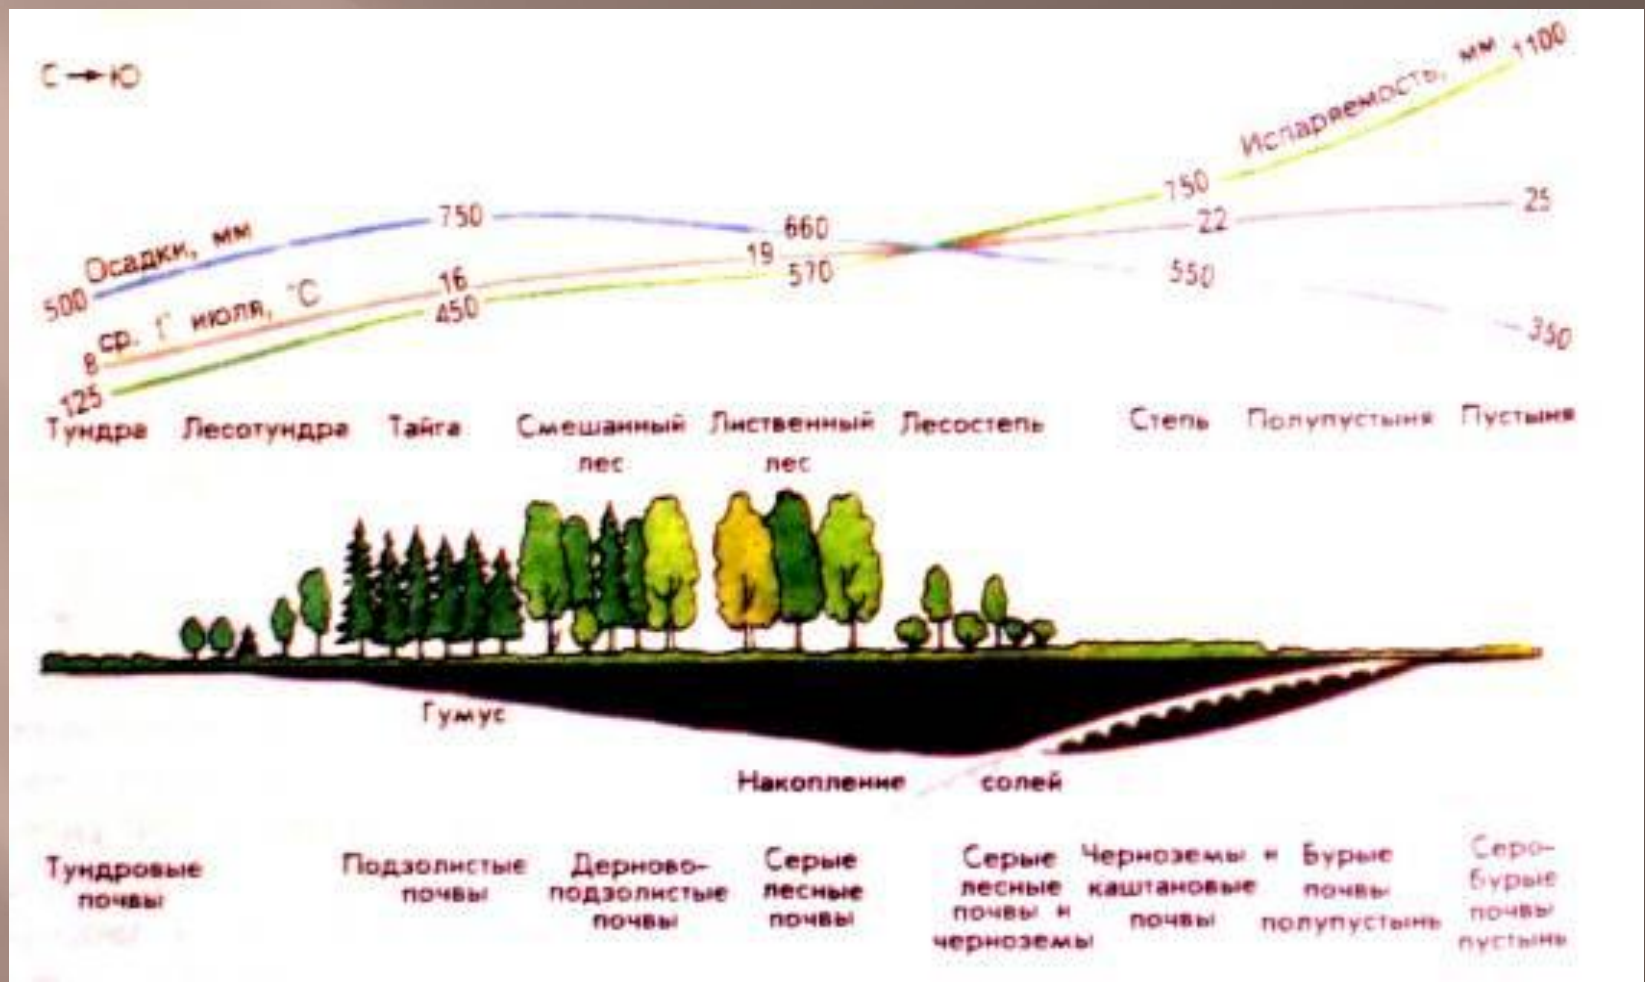 С→Ю
Испаряемость, мм 1100
Осадки, мм
500 750 660 550 350
ср. t° июля, °С
8 16 19 22 25
125 450 570 750
Тундра Лесотундра Тайга Смешанный лес Лиственный лес Лесостепь Степь Полупустыня Пустыня
Гумус
Накопление солей
Тундровые
почвы
Подзолистые
почвы
Дерново-
подзолистые
почвы
Серые
лесные
почвы
Серые
лесные
почвы и
черноземы
Черноземы и
каштановые
почвы
Бурые
почвы
полупустынь
Серо-
бурые
почвы
пустынь